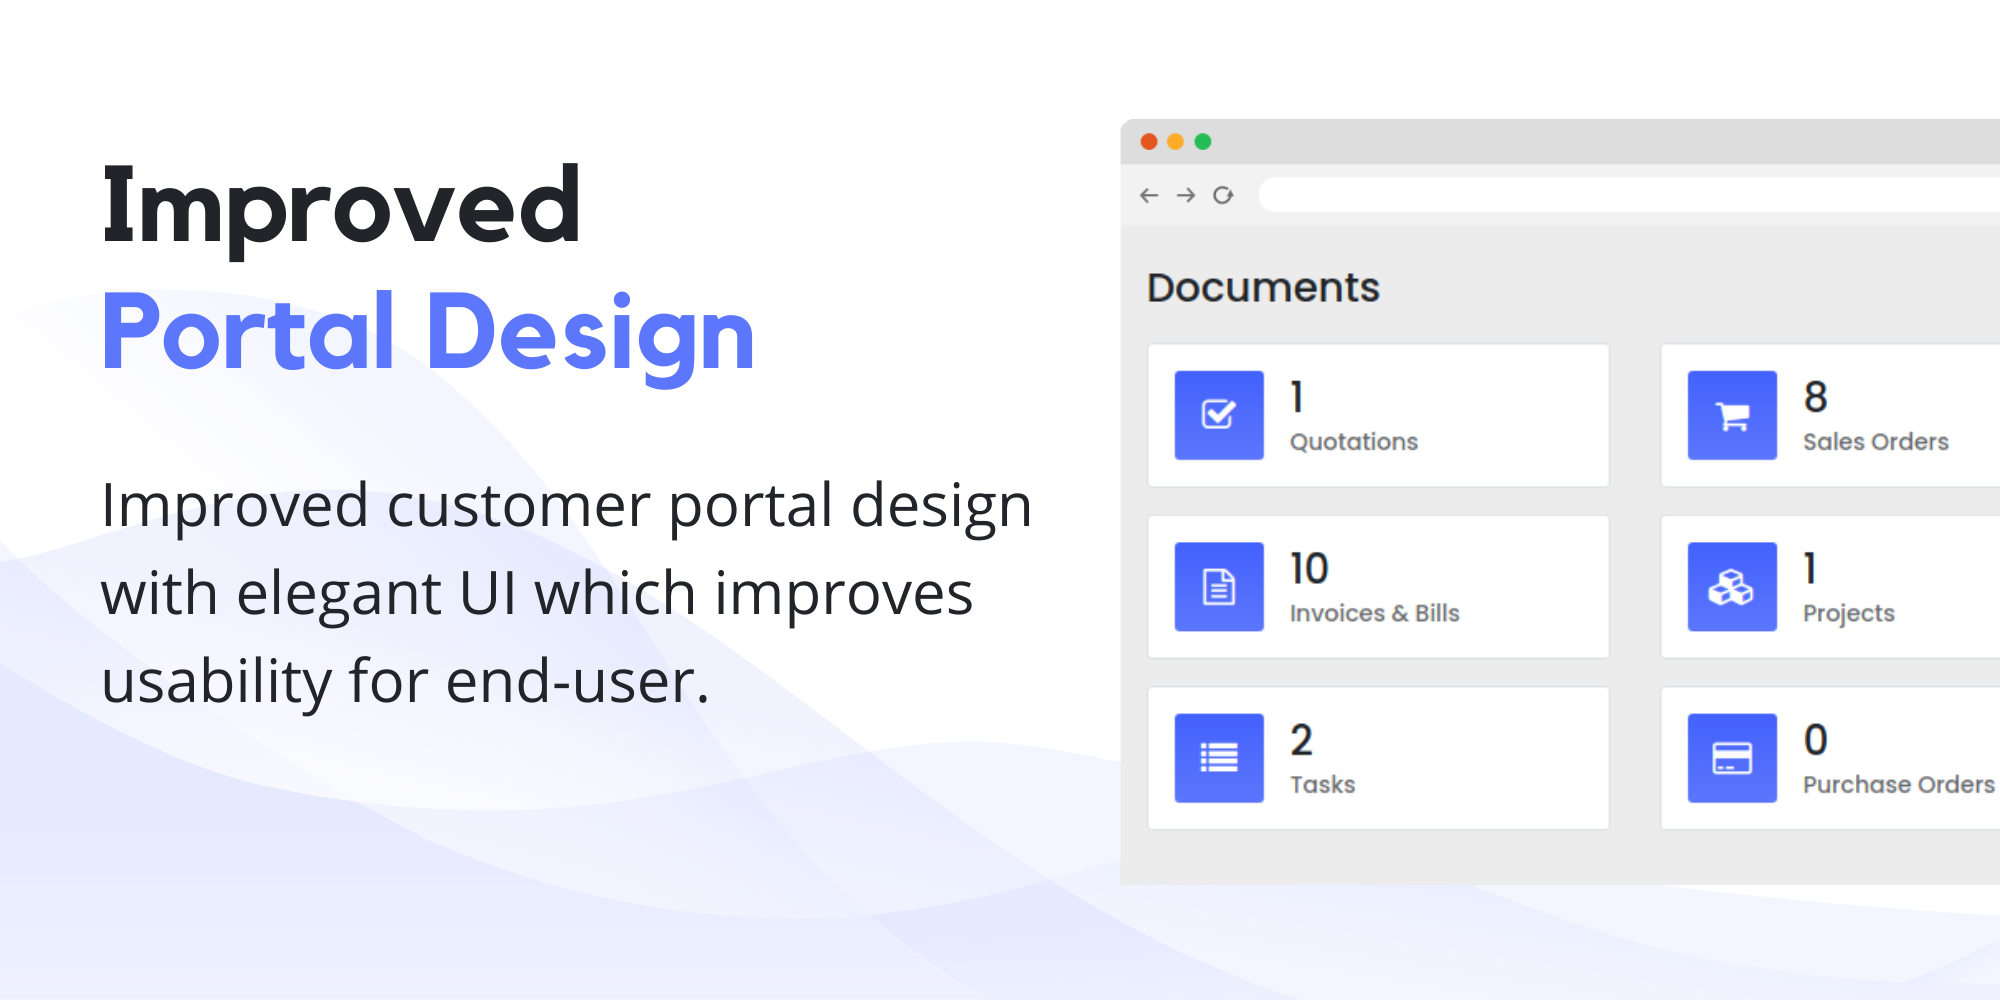 Improved
Portal Design
Improved customer portal design
with elegant UI which improves
usability for end-user.
Documents
1
Quotations
8
Sales Orders
10
Invoices & Bills
1
Projects
2
Tasks
0
Purchase Orders